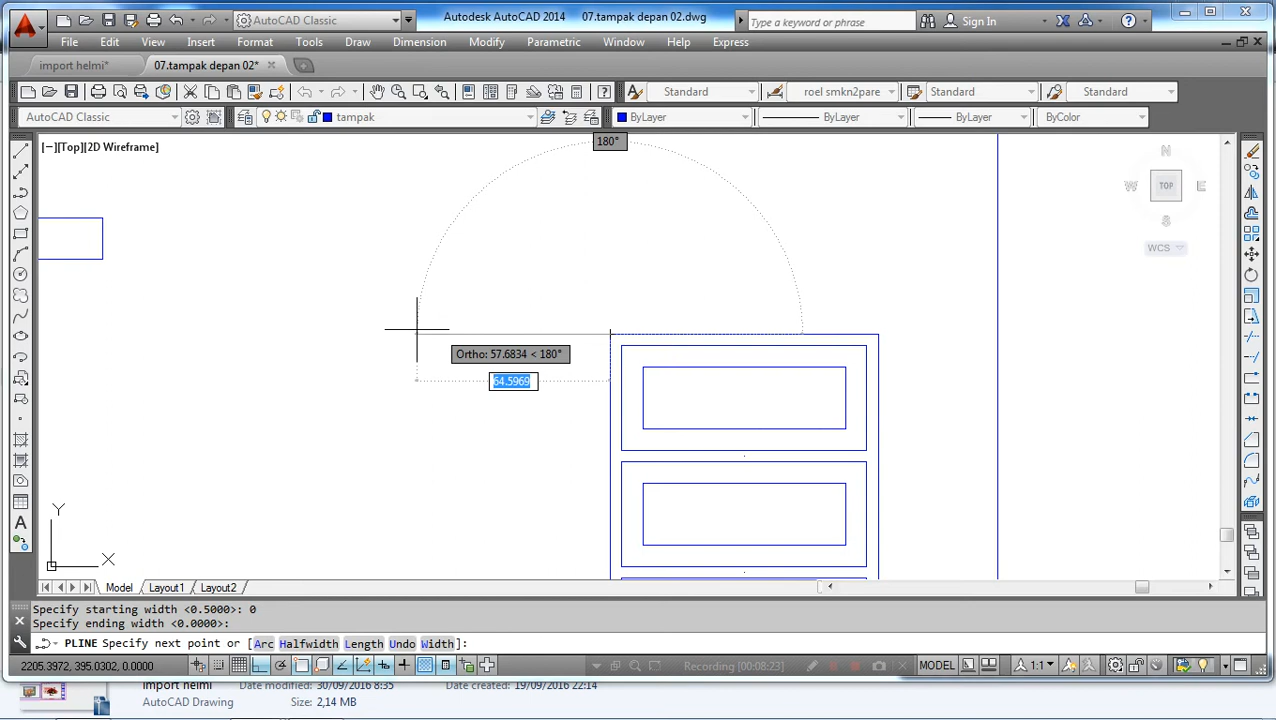 AutoCAD Classic Autodesk AutoCAD 2014 07.tampak depan 02.dwg Type a keyword or phrase Sign In
File Edit View Insert Format Tools Draw Dimension Modify Parametric Window Help Express
import helmi* 07.tampak depan 02*
Standard roel smkn2pare Standard Standard
AutoCAD Classic tampak ByLayer ByLayer ByLayer ByColor
[−][Top][2D Wireframe]
180°
N
W TOP E
S
WCS
Ortho: 57.6834 < 180°
64.5969
Y
X
Model Layout1 Layout2
Specify starting width <0.5000>: 0
Specify ending width <0.0000>:
PLINE Specify next point or [Arc Halfwidth Length Undo Width]:
2205.3972, 395.0302, 0.0000 Recording [00:08:23] MODEL 1:1
import helmi Date modified: 30/09/2016 8:35 Date created: 19/09/2016 22:14
AutoCAD Drawing Size: 2,14 MB